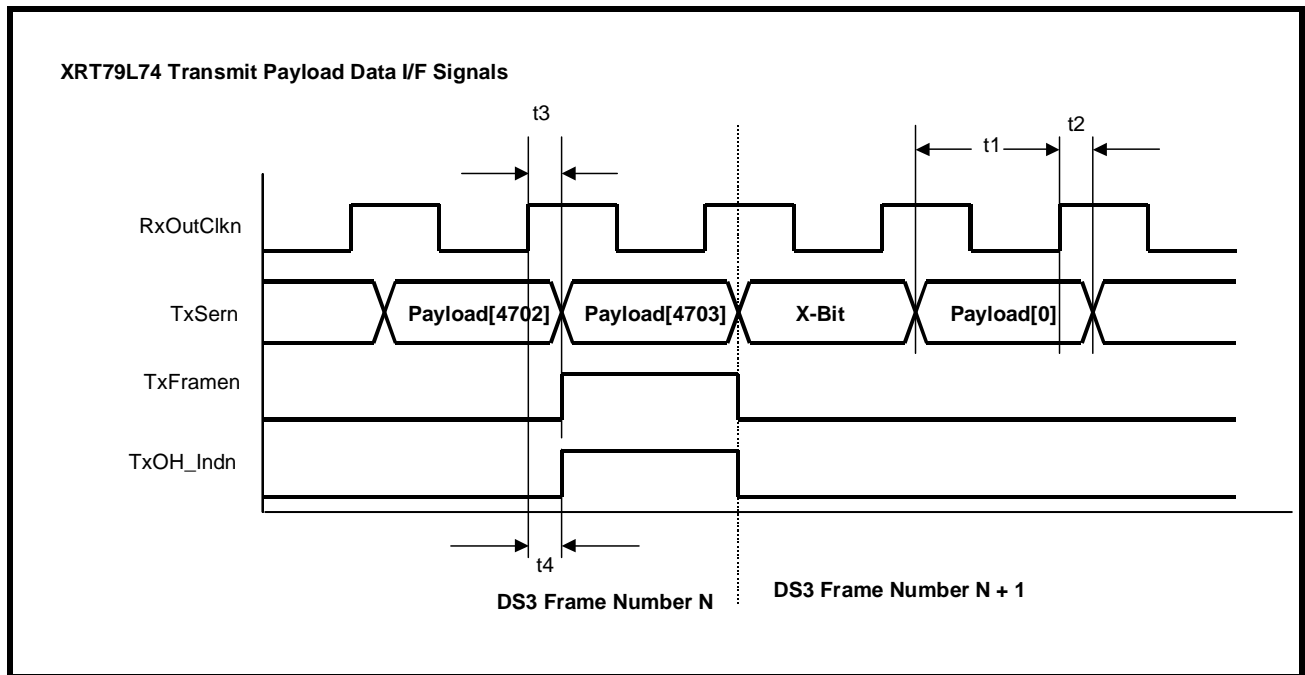 XRT79L74 Transmit Payload Data I/F Signals
t3
t2
t1
RxOutClkn
TxSern
Payload[4702]
Payload[4703]
X-Bit
Payload[0]
TxFramen
TxOH_Indn
t4
DS3 Frame Number N
DS3 Frame Number N + 1